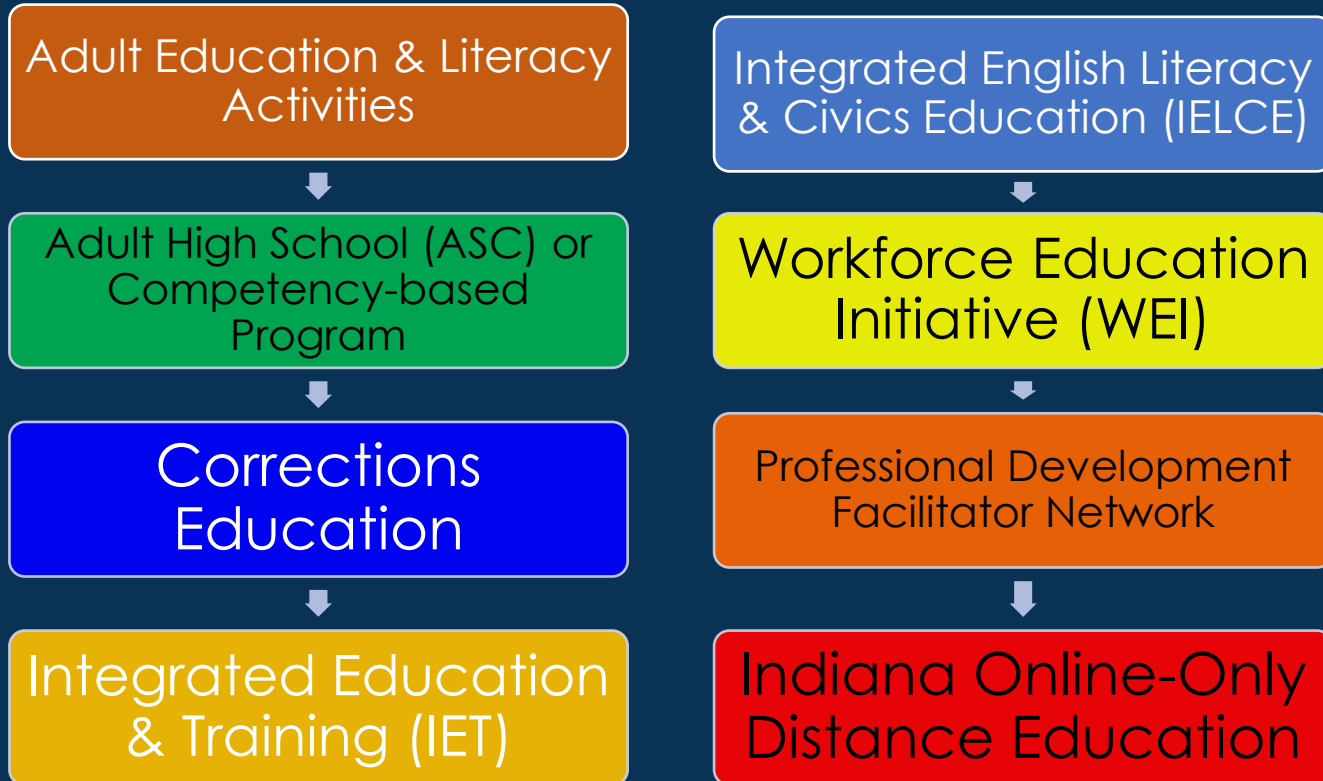 Adult Education & Literacy
Activities
Adult High School (ASC) or
Competency-based
Program
Corrections
Education
Integrated Education
& Training (IET)
Integrated English Literacy
& Civics Education (IELCE)
Workforce Education
Initiative (WEI)
Professional Development
Facilitator Network
Indiana Online-Only
Distance Education